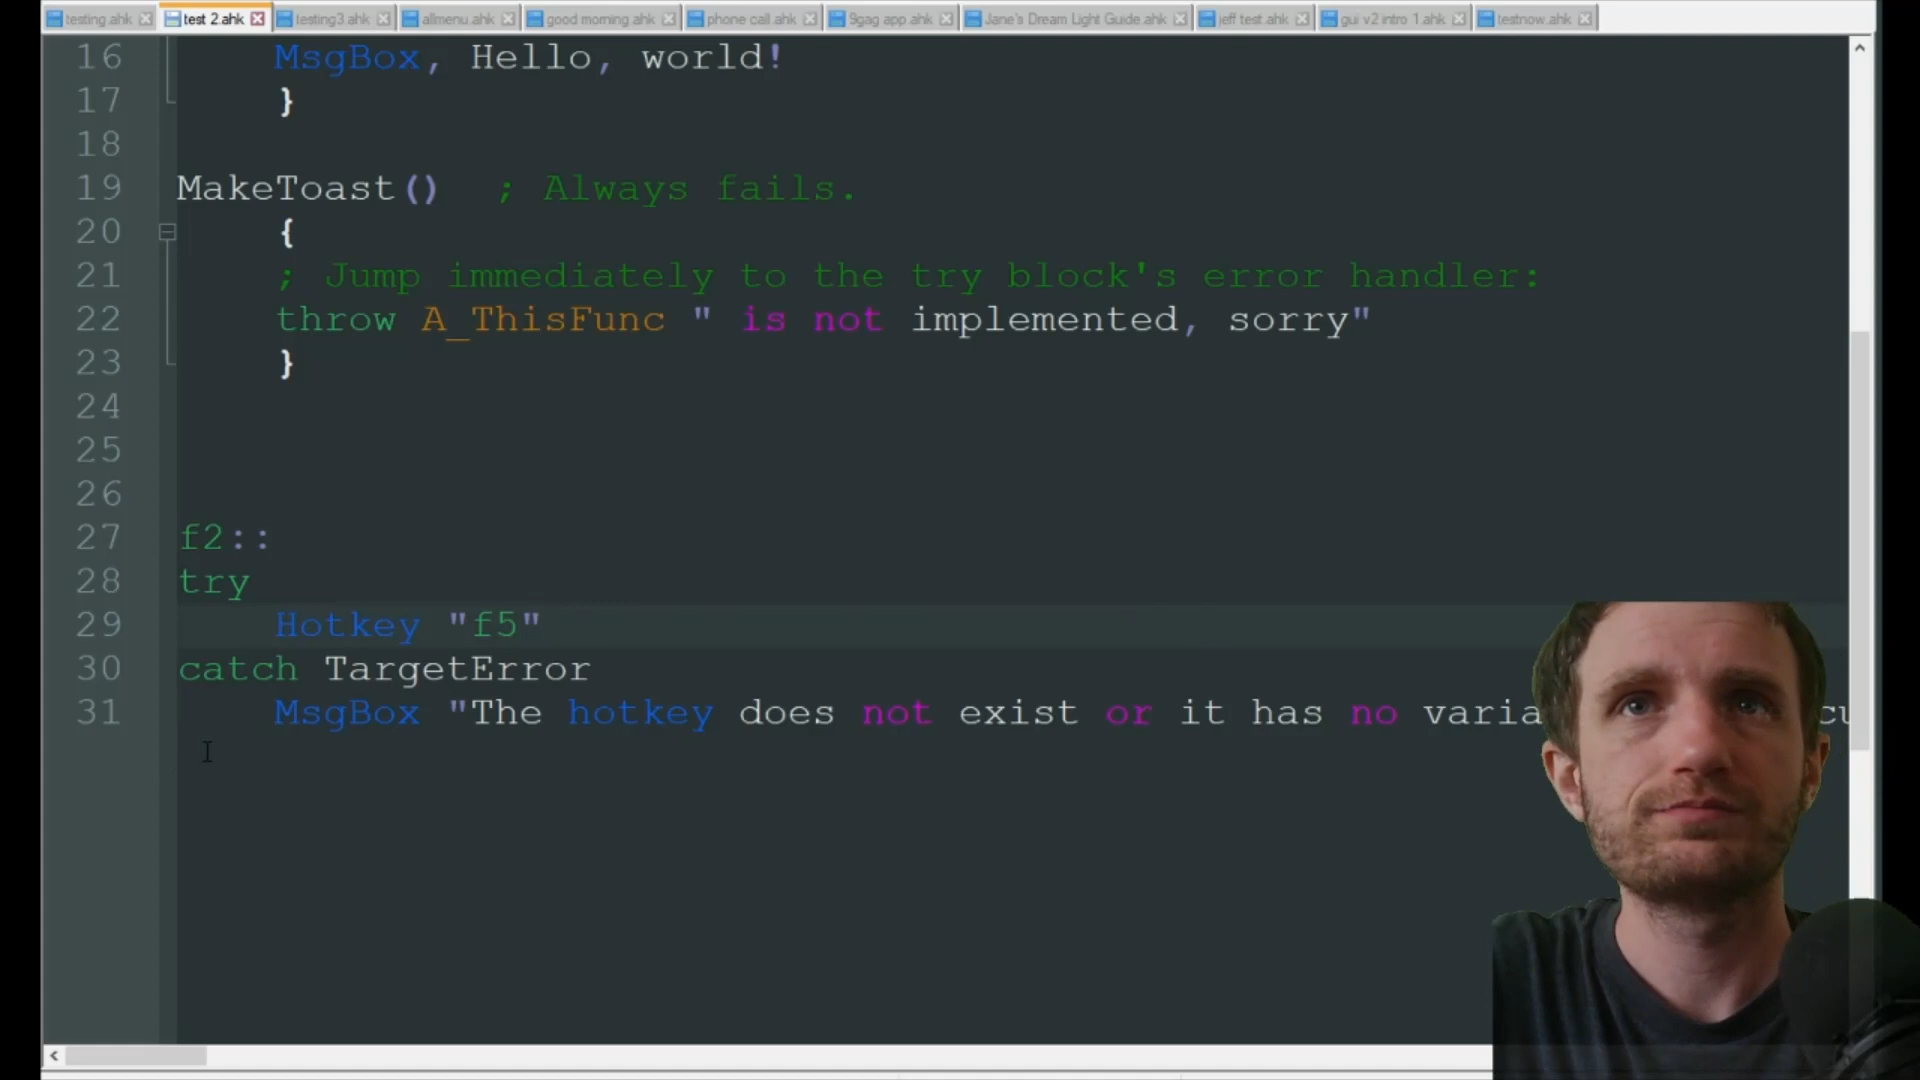 testing.ahk test 2.ahk testing3.ahk allmenu.ahk good morning.ahk phone call.ahk 9gag app.ahk Jane's Dream Light Guide.ahk jeff test.ahk gui v2 intro 1.ahk testnow.ahk
16 MsgBox, Hello, world!
17 }
18
19 MakeToast() ; Always fails.
20 {
21 ; Jump immediately to the try block's error handler:
22 throw A_ThisFunc " is not implemented, sorry"
23 }
24
25
26
27 f2::
28 try
29 Hotkey "f5"
30 catch TargetError
31 MsgBox "The hotkey does not exist or it has no varia